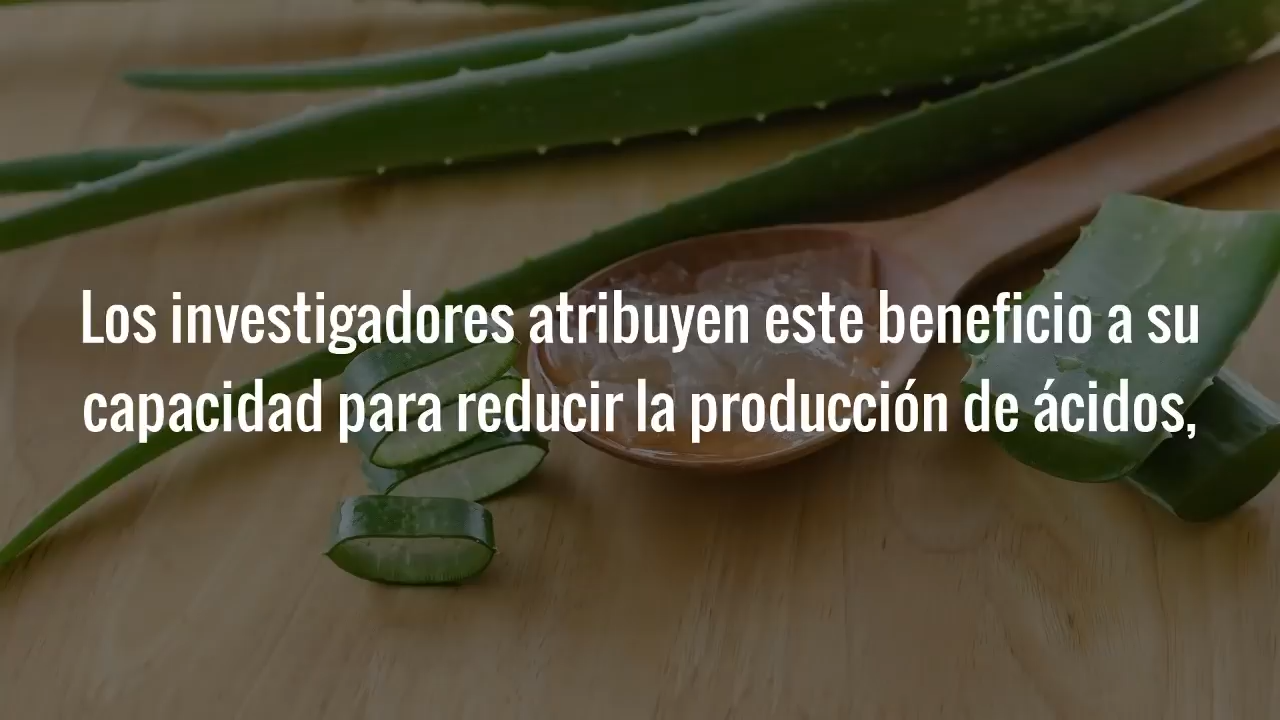 Los investigadores atribuyen este beneficio a su
capacidad para reducir la producción de ácidos,